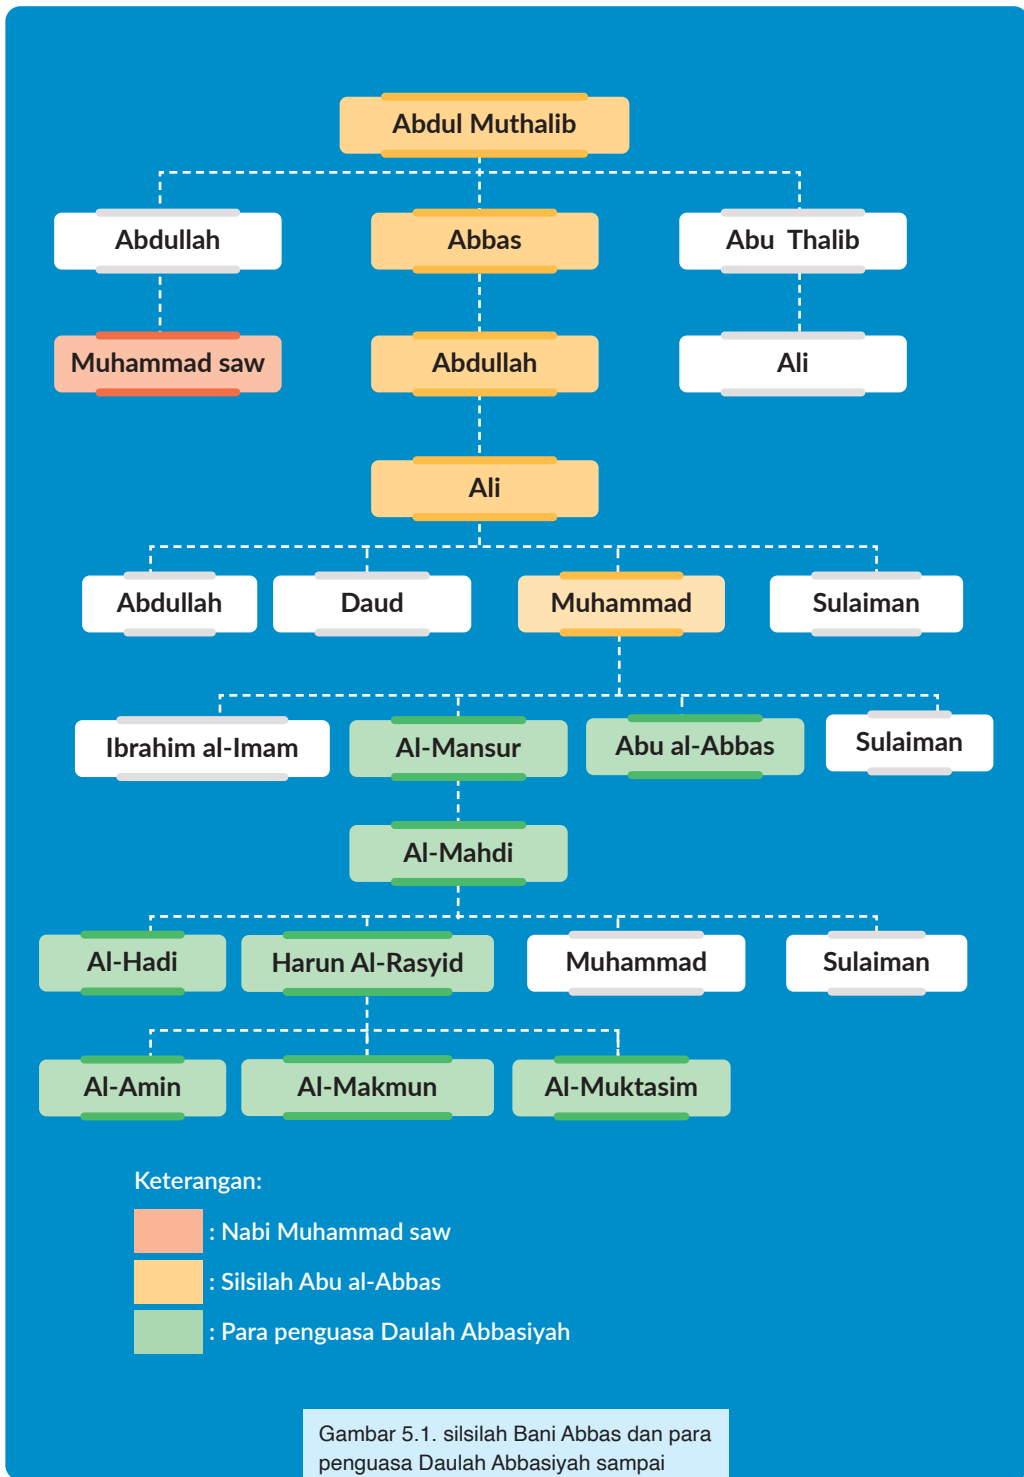 Abdul Muthalib
Abdullah
Abbas
Abu Thalib
Muhammad saw
Abdullah
Ali
Ali
Abdullah
Daud
Muhammad
Sulaiman
Ibrahim al-Imam
Al-Mansur
Abu al-Abbas
Sulaiman
Al-Mahdi
Al-Hadi
Harun Al-Rasyid
Muhammad
Sulaiman
Al-Amin
Al-Makmun
Al-Muktasim
Keterangan:
: Nabi Muhammad saw
: Silsilah Abu al-Abbas
: Para penguasa Daulah Abbasiyah
Gambar 5.1. silsilah Bani Abbas dan para
penguasa Daulah Abbasiyah sampai